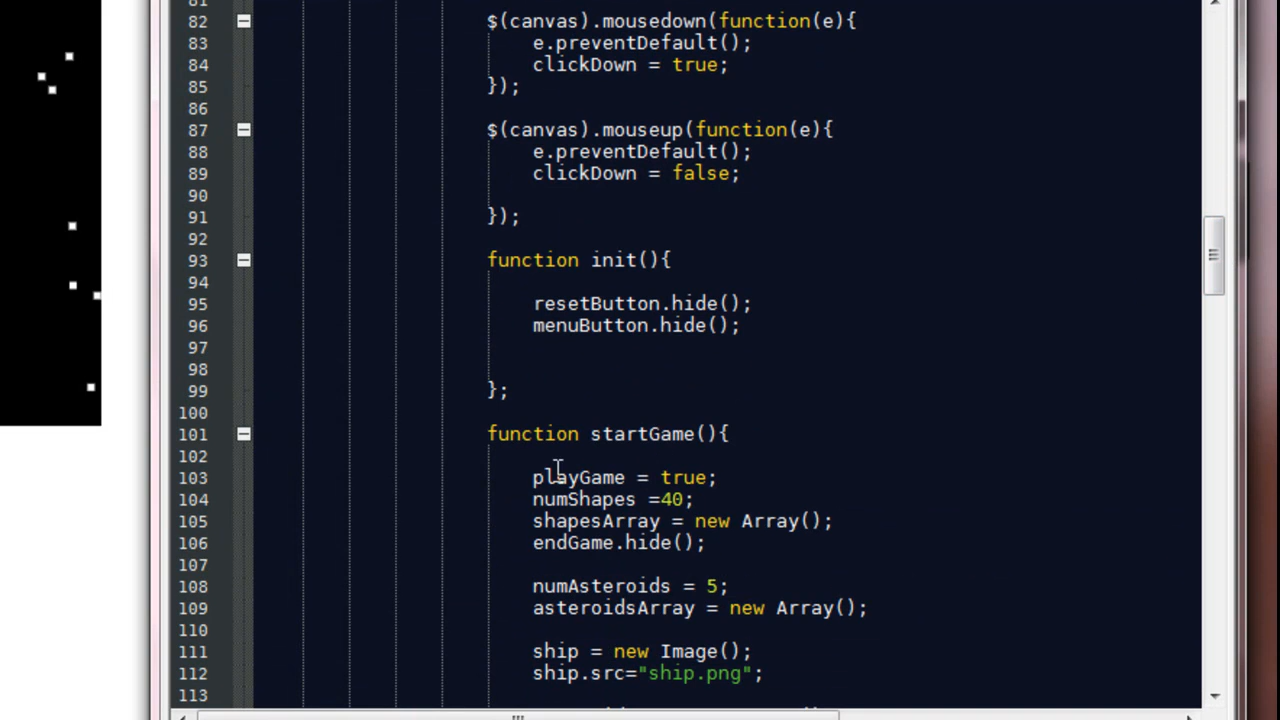 81
82 $(canvas).mousedown(function(e){
83 e.preventDefault();
84 clickDown = true;
85 });
86
87 $(canvas).mouseup(function(e){
88 e.preventDefault();
89 clickDown = false;
90
91 });
92
93 function init(){
94
95 resetButton.hide();
96 menuButton.hide();
97
98
99 };
100
101 function startGame(){
102
103 playGame = true;
104 numShapes =40;
105 shapesArray = new Array();
106 endGame.hide();
107
108 numAsteroids = 5;
109 asteroidsArray = new Array();
110
111 ship = new Image();
112 ship.src="ship.png";
113